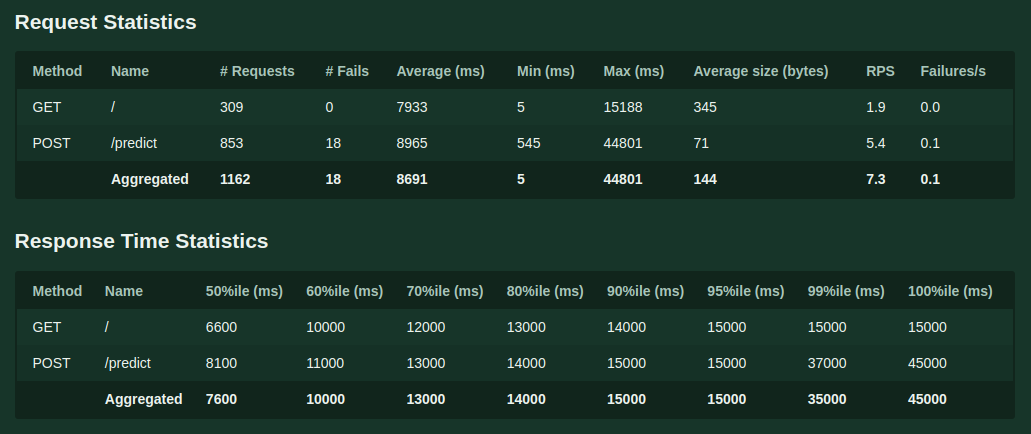 Request Statistics
Method Name # Requests # Fails Average (ms) Min (ms) Max (ms) Average size (bytes) RPS Failures/s
GET / 309 0 7933 5 15188 345 1.9 0.0
POST /predict 853 18 8965 545 44801 71 5.4 0.1
Aggregated 1162 18 8691 5 44801 144 7.3 0.1
Response Time Statistics
Method Name 50%ile (ms) 60%ile (ms) 70%ile (ms) 80%ile (ms) 90%ile (ms) 95%ile (ms) 99%ile (ms) 100%ile (ms)
GET / 6600 10000 12000 13000 14000 15000 15000 15000
POST /predict 8100 11000 13000 14000 15000 15000 37000 45000
Aggregated 7600 10000 13000 14000 15000 15000 35000 45000